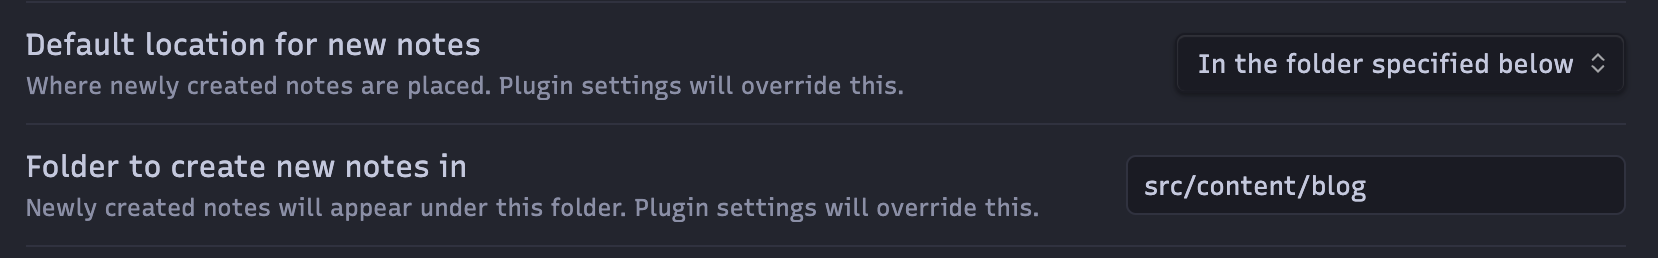 Default location for new notes
In the folder specified below
Where newly created notes are placed. Plugin settings will override this.
Folder to create new notes in
src/content/blog
Newly created notes will appear under this folder. Plugin settings will override this.